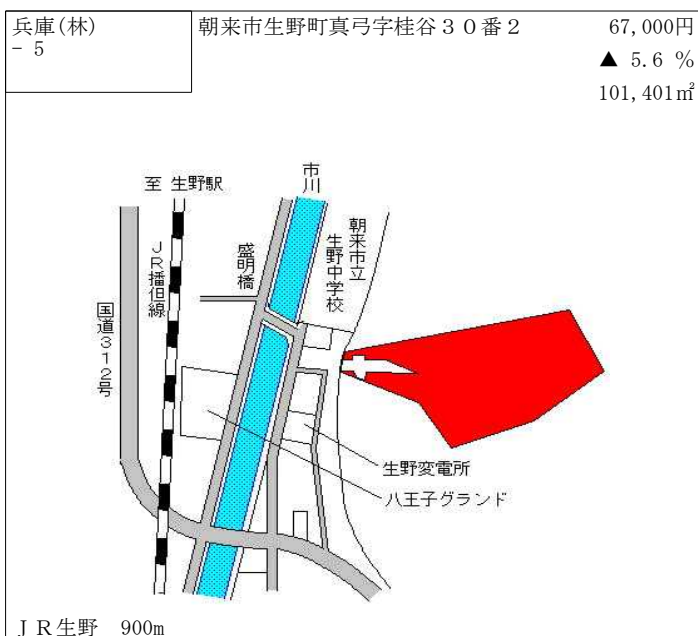 兵庫(林)
- 5
朝来市生野町真弓字桂谷３０番２
67,000円
▲ 5.6 %
101,401㎡
至 生野駅
市川
朝来市立
生野中学校
盛明橋
ＪＲ播但線
国道３１２号
生野変電所
八王子グランド
ＪＲ生野　900m